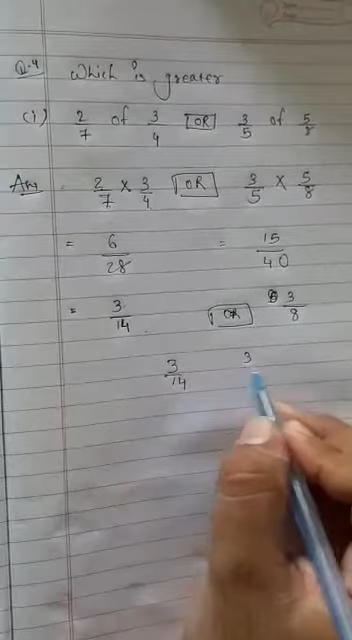 Q.4 Which is greater
(i) 2/7 of 3/4 OR 3/5 of 5/8
Ans. 2/7 × 3/4 OR 3/5 × 5/8
= 6/28 = 15/40
= 3/14 OR 3/8
3/14 3